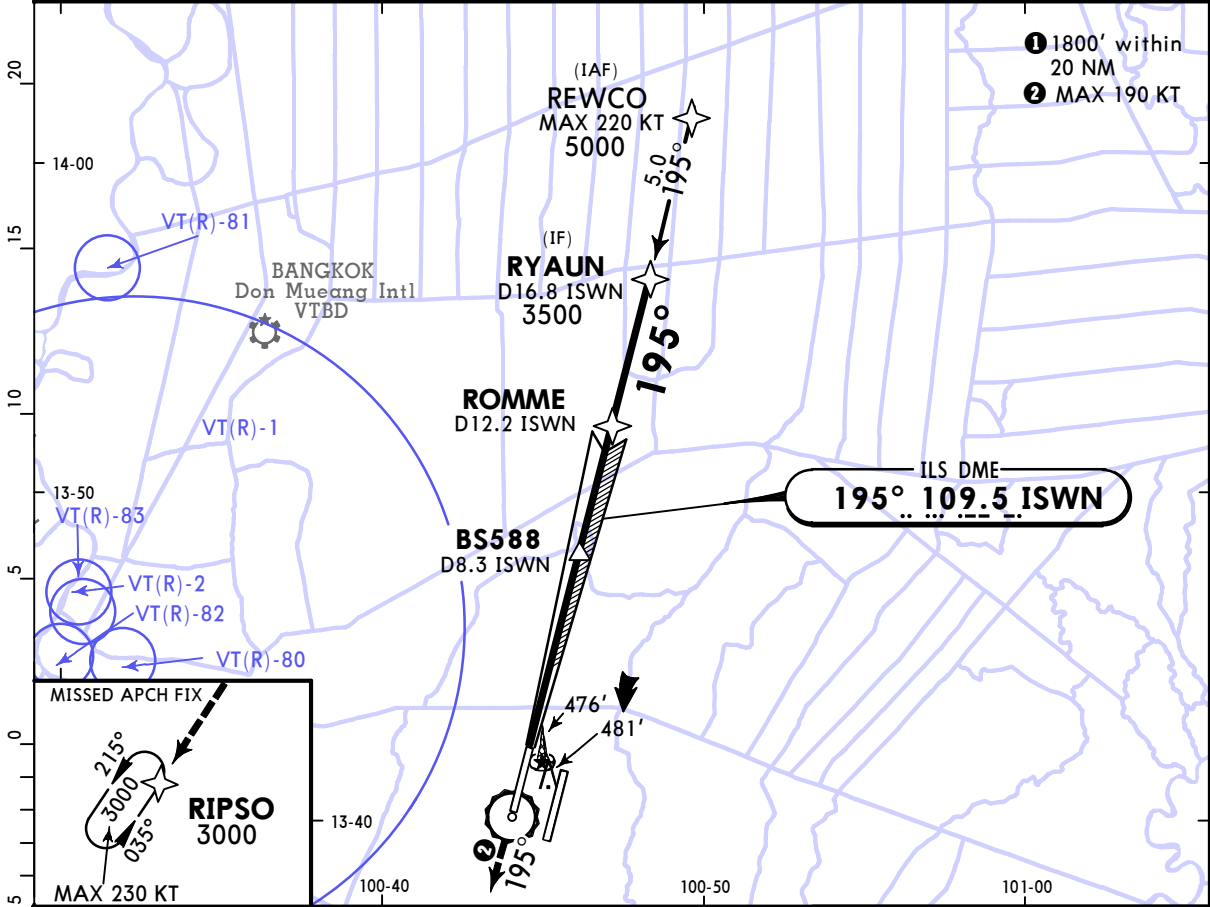 ❶ 1800' within
20 NM
❷ MAX 190 KT
(IAF)
REWCO
MAX 220 KT
5000
5.0
195°
20
14-00
VT(R)-81
15
BANGKOK
Don Mueang Intl
VTBD
(IF)
RYAUN
D16.8 ISWN
3500
195°
ROMME
D12.2 ISWN
10
VT(R)-1
ILS DME
195° 109.5 ISWN
13-50
VT(R)-83
BS588
D8.3 ISWN
5
VT(R)-2
VT(R)-82
VT(R)-80
MISSED APCH FIX
476'
481'
0
215°
3000
035°
RIPSO
3000
MAX 230 KT
13-40
❷
195°
5
100-40
100-50
101-00